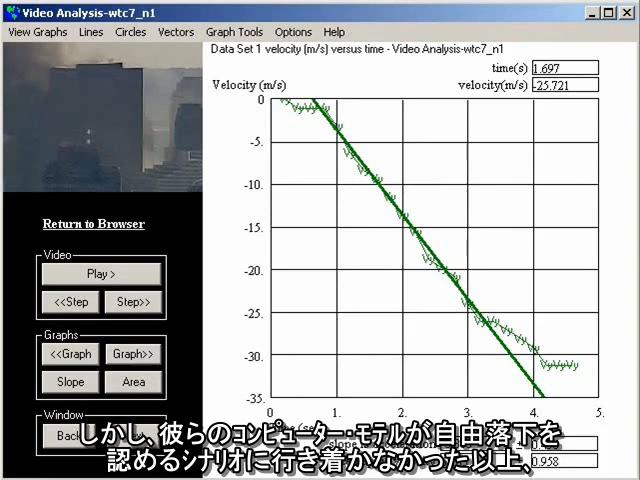 Video Analysis-wtc7_n1
View Graphs Lines Circles Vectors Graph Tools Options Help
Data Set 1 velocity (m/s) versus time - Video Analysis-wtc7_n1
time(s) 1.697
Velocity (m/s) velocity(m/s) -25.721
0
-5.
-10.
-15.
-20.
-25.
-30.
-35.
0 1. 2. 3. 4. 5.
Return to Browser
Video
Play >
<<Step Step>>
Graphs
<<Graph Graph>>
Slope Area
Window
しかし、彼らのｺﾝﾋﾟｭｰﾀｰ･ﾓﾃﾞﾙが自由落下を
認めるｼﾅﾘｵに行き着かなかった以上、
0.958